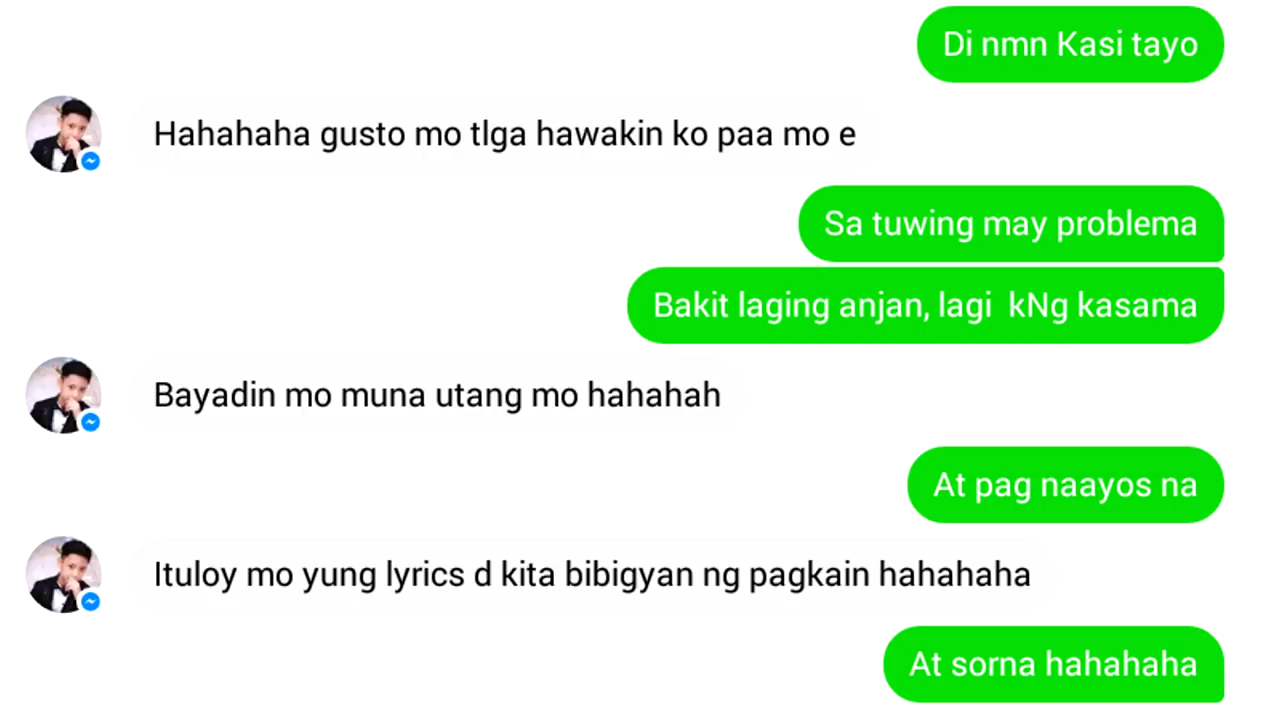 Di nmn Kasi tayo
Hahahaha gusto mo tlga hawakin ko paa mo e
Sa tuwing may problema
Bakit laging anjan, lagi kNg kasama
Bayadin mo muna utang mo hahahah
At pag naayos na
Ituloy mo yung lyrics d kita bibigyan ng pagkain hahahaha
At sorna hahahaha